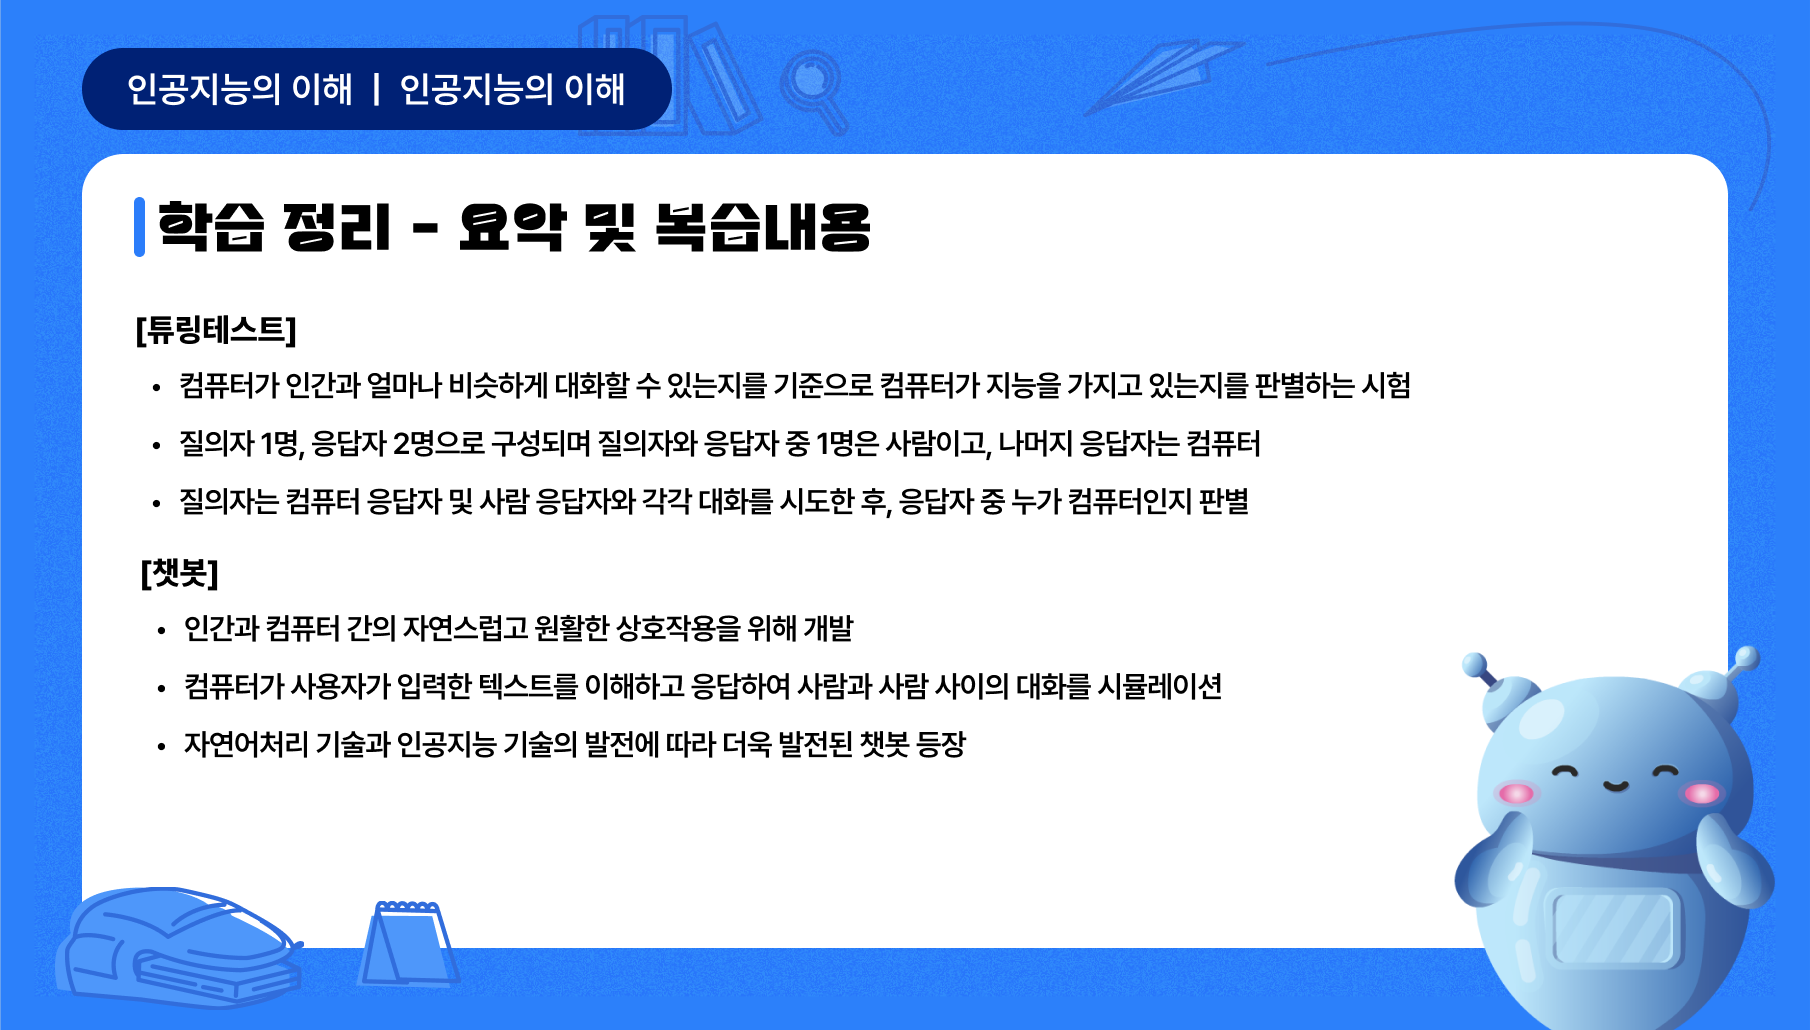 인공지능의 이해 | 인공지능의 이해
학습 정리 - 요약 및 복습내용
[튜링테스트]
• 컴퓨터가 인간과 얼마나 비슷하게 대화할 수 있는지를 기준으로 컴퓨터가 지능을 가지고 있는지를 판별하는 시험
• 질의자 1명, 응답자 2명으로 구성되며 질의자와 응답자 중 1명은 사람이고, 나머지 응답자는 컴퓨터
• 질의자는 컴퓨터 응답자 및 사람 응답자와 각각 대화를 시도한 후, 응답자 중 누가 컴퓨터인지 판별
[챗봇]
• 인간과 컴퓨터 간의 자연스럽고 원활한 상호작용을 위해 개발
• 컴퓨터가 사용자가 입력한 텍스트를 이해하고 응답하여 사람과 사람 사이의 대화를 시뮬레이션
• 자연어처리 기술과 인공지능 기술의 발전에 따라 더욱 발전된 챗봇 등장